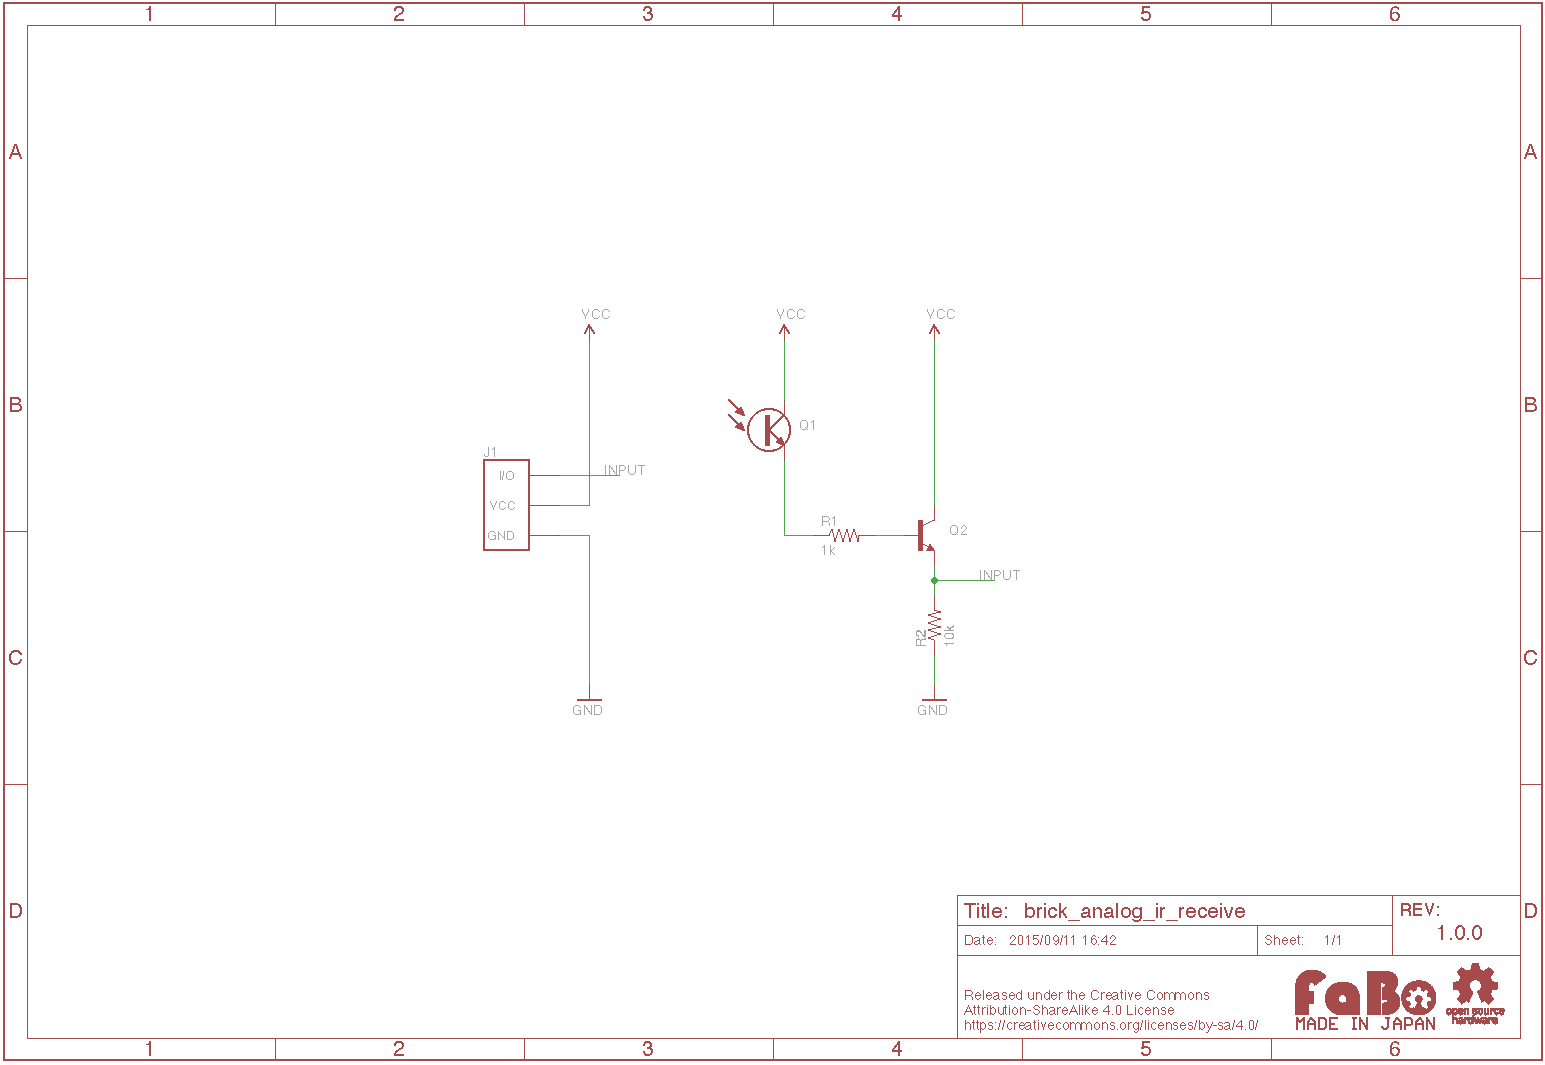 1 2 3 4 5 6
A A
VCC VCC VCC
B B
Q1
J1
I/O INPUT
VCC
R1
Q2
GND
1k
INPUT
R2 10k
C C
GND GND
D D
Title: brick_analog_ir_receive
REV:
1.0.0
Date: 2015/09/11 16:42
Sheet: 1/1
Released under the Creative Commons
Attribution-ShareAlike 4.0 License
https://creativecommons.org/licenses/by-sa/4.0/
FaBo
MADE IN JAPAN
open source
hardware
1 2 3 4 5 6